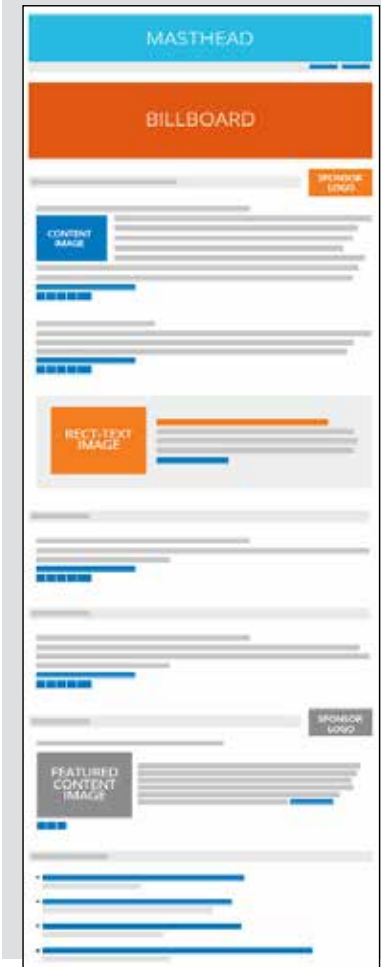 MASTHEAD
BILLBOARD
SPONSOR
LOGO
CONTENT
IMAGE
RECT-TEXT
IMAGE
SPONSOR
LOGO
FEATURED
CONTENT
IMAGE